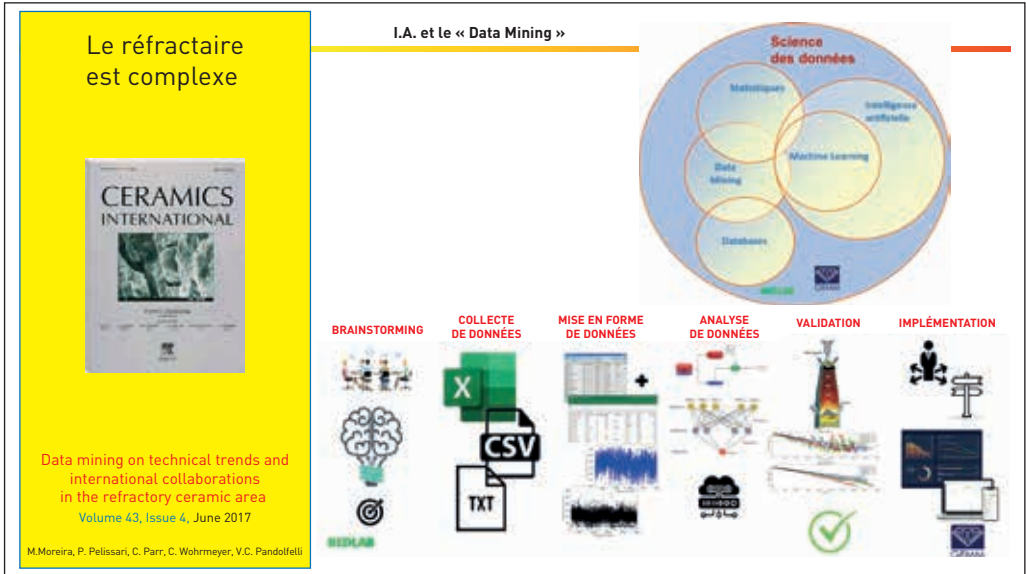 Le réfractaire
est complexe
CERAMICS
INTERNATIONAL
Data mining on technical trends and
international collaborations
in the refractory ceramic area
Volume 43, Issue 4, June 2017
M.Moreira, P. Pelissari, C. Parr, C. Wohrmeyer, V.C. Pandolfelli
I.A. et le « Data Mining »
Science
des données
Statistiques
Intelligence
artificielle
Machine Learning
Data
Mining
Databases
BRAINSTORMING
COLLECTE
DE DONNÉES
MISE EN FORME
DE DONNÉES
ANALYSE
DE DONNÉES
VALIDATION
IMPLÉMENTATION
X
+
CSV
TXT